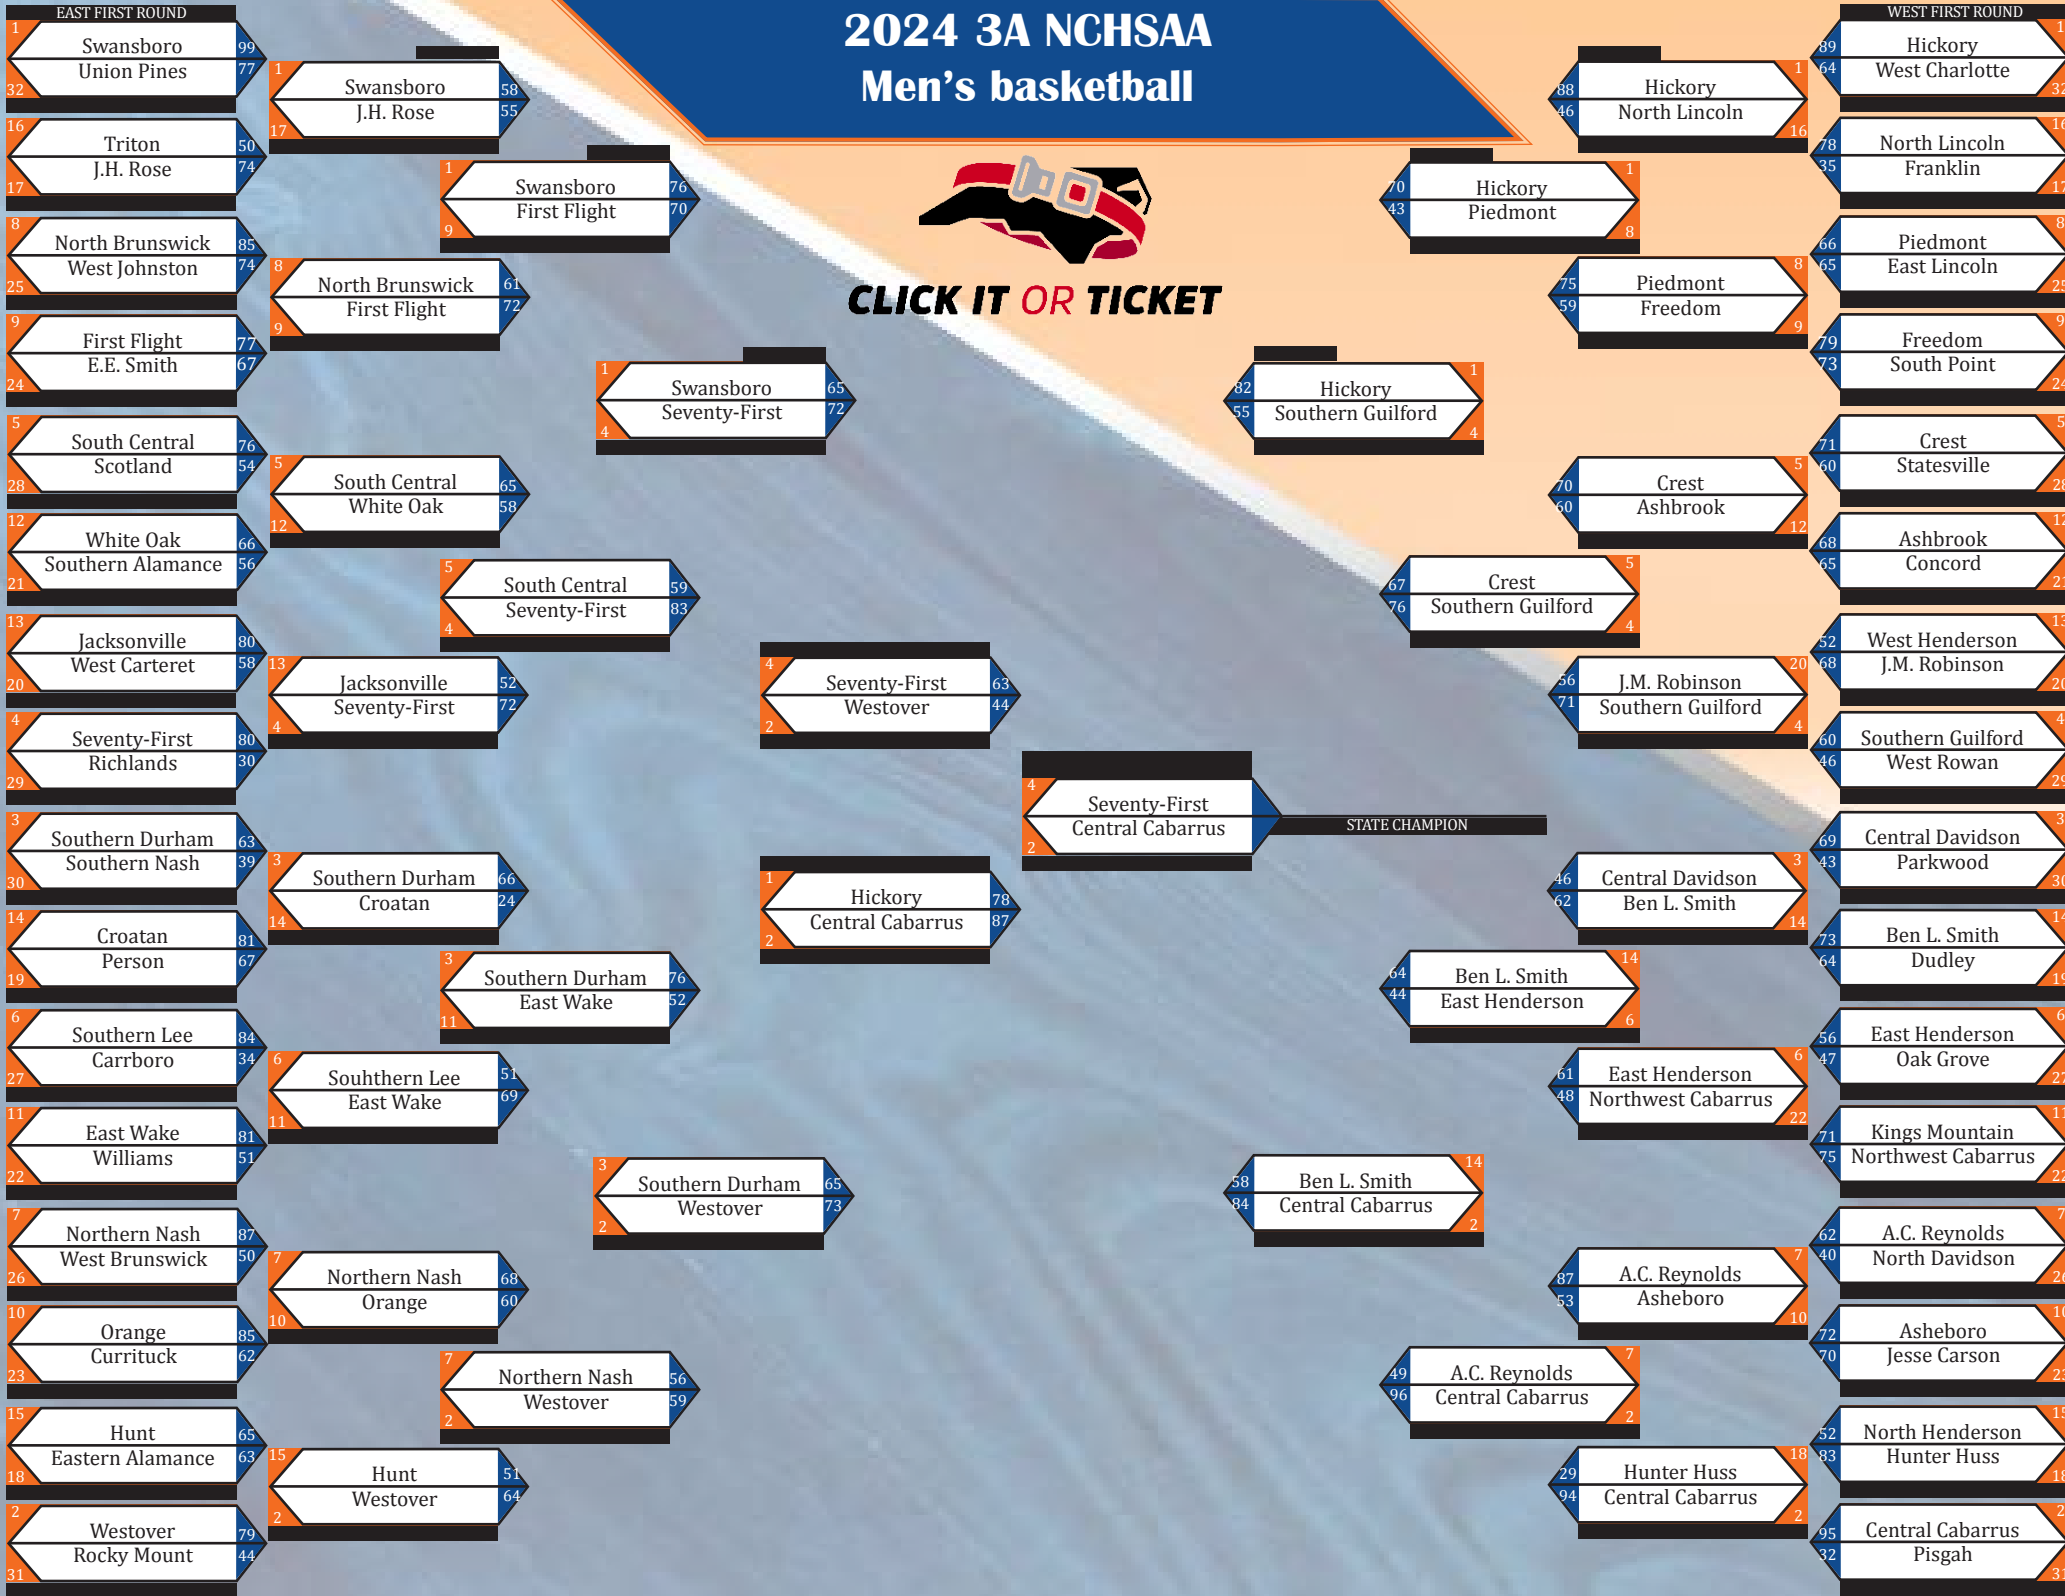 2024 3A NCHSAA
Men's basketball
CLICK IT OR TICKET
EAST FIRST ROUND
1 Swansboro 99
32 Union Pines 77
16 Triton 50
17 J.H. Rose 74
8 North Brunswick 85
25 West Johnston 74
9 First Flight 77
24 E.E. Smith 67
5 South Central 76
28 Scotland 54
12 White Oak 66
21 Southern Alamance 56
13 Jacksonville 80
20 West Carteret 58
4 Seventy-First 80
29 Richlands 30
3 Southern Durham 63
30 Southern Nash 39
14 Croatan 81
19 Person 67
6 Southern Lee 84
27 Carrboro 34
11 East Wake 81
22 Williams 51
7 Northern Nash 87
26 West Brunswick 50
10 Orange 85
23 Currituck 62
15 Hunt 65
18 Eastern Alamance 63
2 Westover 79
31 Rocky Mount 44
1 Swansboro 58
17 J.H. Rose 55
8 North Brunswick 61
9 First Flight 72
5 South Central 65
12 White Oak 58
13 Jacksonville 52
4 Seventy-First 72
3 Southern Durham 66
14 Croatan 24
6 Souhthern Lee 51
11 East Wake 69
7 Northern Nash 68
10 Orange 60
15 Hunt 51
2 Westover 64
1 Swansboro 76
9 First Flight 70
5 South Central 59
4 Seventy-First 83
3 Southern Durham 76
11 East Wake 52
7 Northern Nash 56
2 Westover 59
1 Swansboro 65
4 Seventy-First 72
3 Southern Durham 65
2 Westover 73
4 Seventy-First 63
2 Westover 44
4 Seventy-First
2 Central Cabarrus
STATE CHAMPION
1 Hickory 78
2 Central Cabarrus 87
82 Hickory 1
55 Southern Guilford 4
58 Ben L. Smith 14
84 Central Cabarrus 2
70 Hickory 1
43 Piedmont 8
67 Crest 5
76 Southern Guilford 4
64 Ben L. Smith 14
44 East Henderson 6
49 A.C. Reynolds 7
96 Central Cabarrus 2
88 Hickory 1
46 North Lincoln 16
75 Piedmont 8
59 Freedom 9
70 Crest 5
60 Ashbrook 12
56 J.M. Robinson 20
71 Southern Guilford 4
46 Central Davidson 3
62 Ben L. Smith 14
61 East Henderson 6
48 Northwest Cabarrus 22
87 A.C. Reynolds 7
53 Asheboro 10
29 Hunter Huss 18
94 Central Cabarrus 2
WEST FIRST ROUND
89 Hickory 1
64 West Charlotte 32
78 North Lincoln 16
35 Franklin 17
66 Piedmont 8
65 East Lincoln 25
79 Freedom 9
73 South Point 24
71 Crest 5
60 Statesville 28
68 Ashbrook 12
65 Concord 21
52 West Henderson 13
68 J.M. Robinson 20
60 Southern Guilford 4
46 West Rowan 29
69 Central Davidson 3
43 Parkwood 30
73 Ben L. Smith 14
64 Dudley 19
56 East Henderson 6
47 Oak Grove 27
71 Kings Mountain 11
75 Northwest Cabarrus 22
62 A.C. Reynolds 7
40 North Davidson 26
72 Asheboro 10
70 Jesse Carson 23
52 North Henderson 15
83 Hunter Huss 18
95 Central Cabarrus 2
32 Pisgah 31